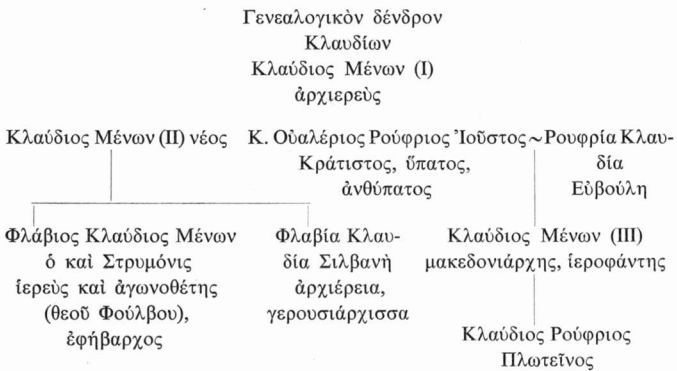 Γενεαλογικὸν δένδρον
Κλαυδίων
Κλαύδιος Μένων (Ι)
ἀρχιερεὺς
Κλαύδιος Μένων (ΙΙ) νέος Κ. Οὐαλέριος Ρούφριος Ἰοῦστος ~ Ρουφρία Κλαυ-
Κράτιστος, ὕπατος, δία
ἀνθύπατος Εὐβούλη
Φλάβιος Κλαύδιος Μένων Φλαβία Κλαυ- Κλαύδιος Μένων (ΙΙΙ)
ὁ καὶ Στρυμόνις δία Σιλβανὴ μακεδονιάρχης, ἱεροφάντης
ἱερεὺς καὶ ἀγωνοθέτης ἀρχιέρεια,
(θεοῦ Φούλβου), γερουσιάρχισσα
ἐφήβαρχος Κλαύδιος Ρούφριος
Πλωτεῖνος